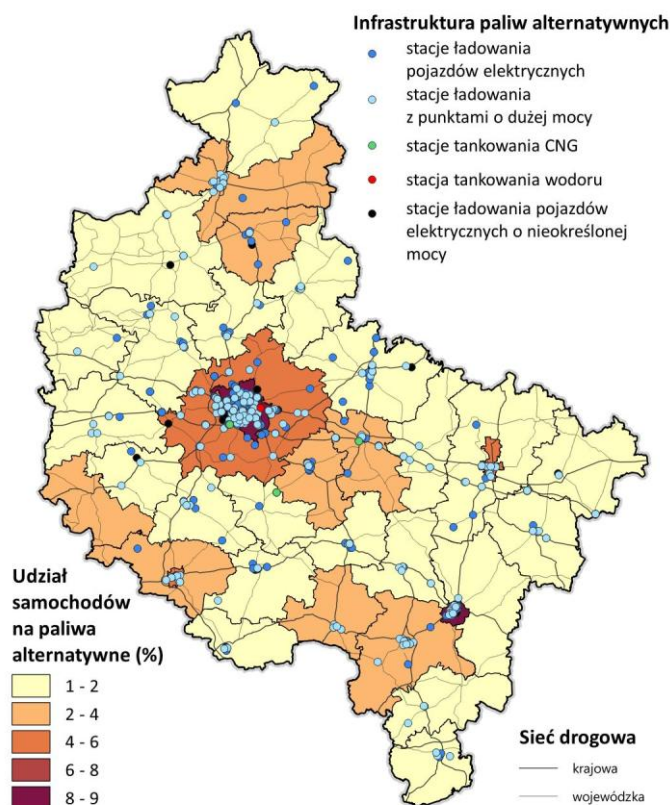 Infrastruktura paliw alternatywnych
stacje ładowania
pojazdów elektrycznych
stacje ładowania
z punktami o dużej mocy
stacje tankowania CNG
stacja tankowania wodoru
stacje ładowania pojazdów
elektrycznych o nieokreślonej
mocy
Udział
samochodów
na paliwa
alternatywne (%)
1 - 2
2 - 4
4 - 6
6 - 8
8 - 9
Sieć drogowa
krajowa
wojewódzka